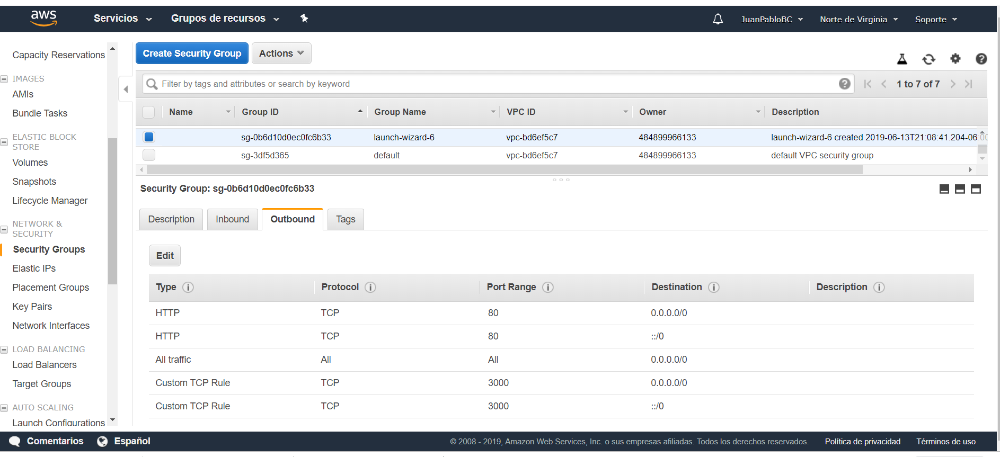 aws Servicios Grupos de recursos JuanPabloBC Norte de Virginia Soporte
Capacity Reservations
IMAGES
AMIs
Bundle Tasks
ELASTIC BLOCK
STORE
Volumes
Snapshots
Lifecycle Manager
NETWORK &
SECURITY
Security Groups
Elastic IPs
Placement Groups
Key Pairs
Network Interfaces
LOAD BALANCING
Load Balancers
Target Groups
AUTO SCALING
Launch Configurations
Create Security Group Actions
Filter by tags and attributes or search by keyword 1 to 7 of 7
Name Group ID Group Name VPC ID Owner Description
sg-0b6d10d0ec0fc6b33 launch-wizard-6 vpc-bd6ef5c7 484899966133 launch-wizard-6 created 2019-06-13T21:08:41.204-06:00
sg-3df5d365 default vpc-bd6ef5c7 484899966133 default VPC security group
Security Group: sg-0b6d10d0ec0fc6b33
Description Inbound Outbound Tags
Edit
Type Protocol Port Range Destination Description
HTTP TCP 80 0.0.0.0/0
HTTP TCP 80 ::/0
All traffic All All 0.0.0.0/0
Custom TCP Rule TCP 3000 0.0.0.0/0
Custom TCP Rule TCP 3000 ::/0
Comentarios Español © 2008 - 2019, Amazon Web Services, Inc. o sus empresas afiliadas. Todos los derechos reservados. Política de privacidad Términos de uso